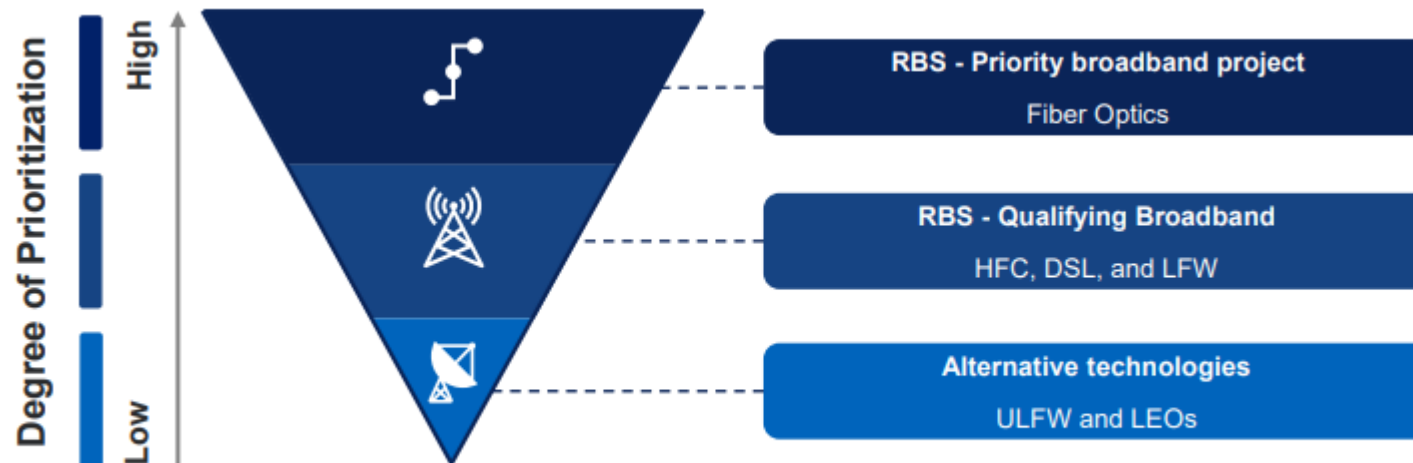 Degree of Prioritization
High
Low
RBS - Priority broadband project
Fiber Optics
RBS - Qualifying Broadband
HFC, DSL, and LFW
Alternative technologies
ULFW and LEOs